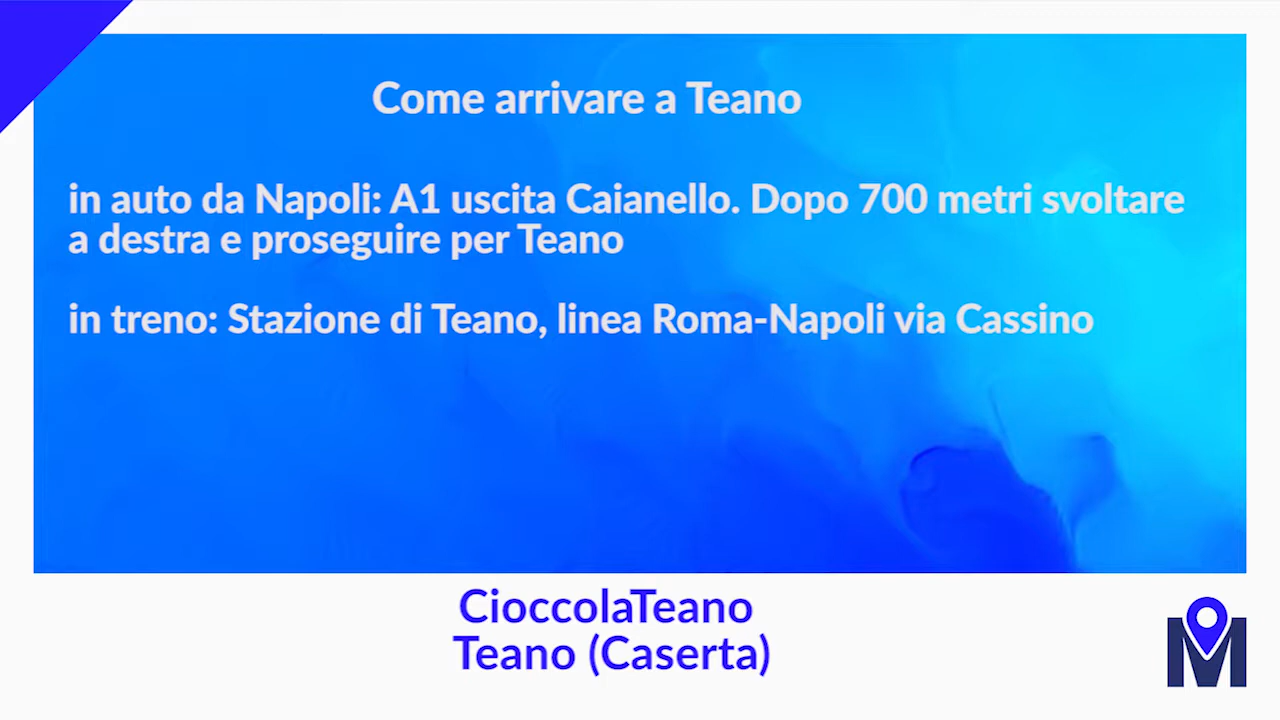 Come arrivare a Teano
in auto da Napoli: A1 uscita Caianello. Dopo 700 metri svoltare
a destra e proseguire per Teano
in treno: Stazione di Teano, linea Roma-Napoli via Cassino
CioccolaTeano
Teano (Caserta)
M